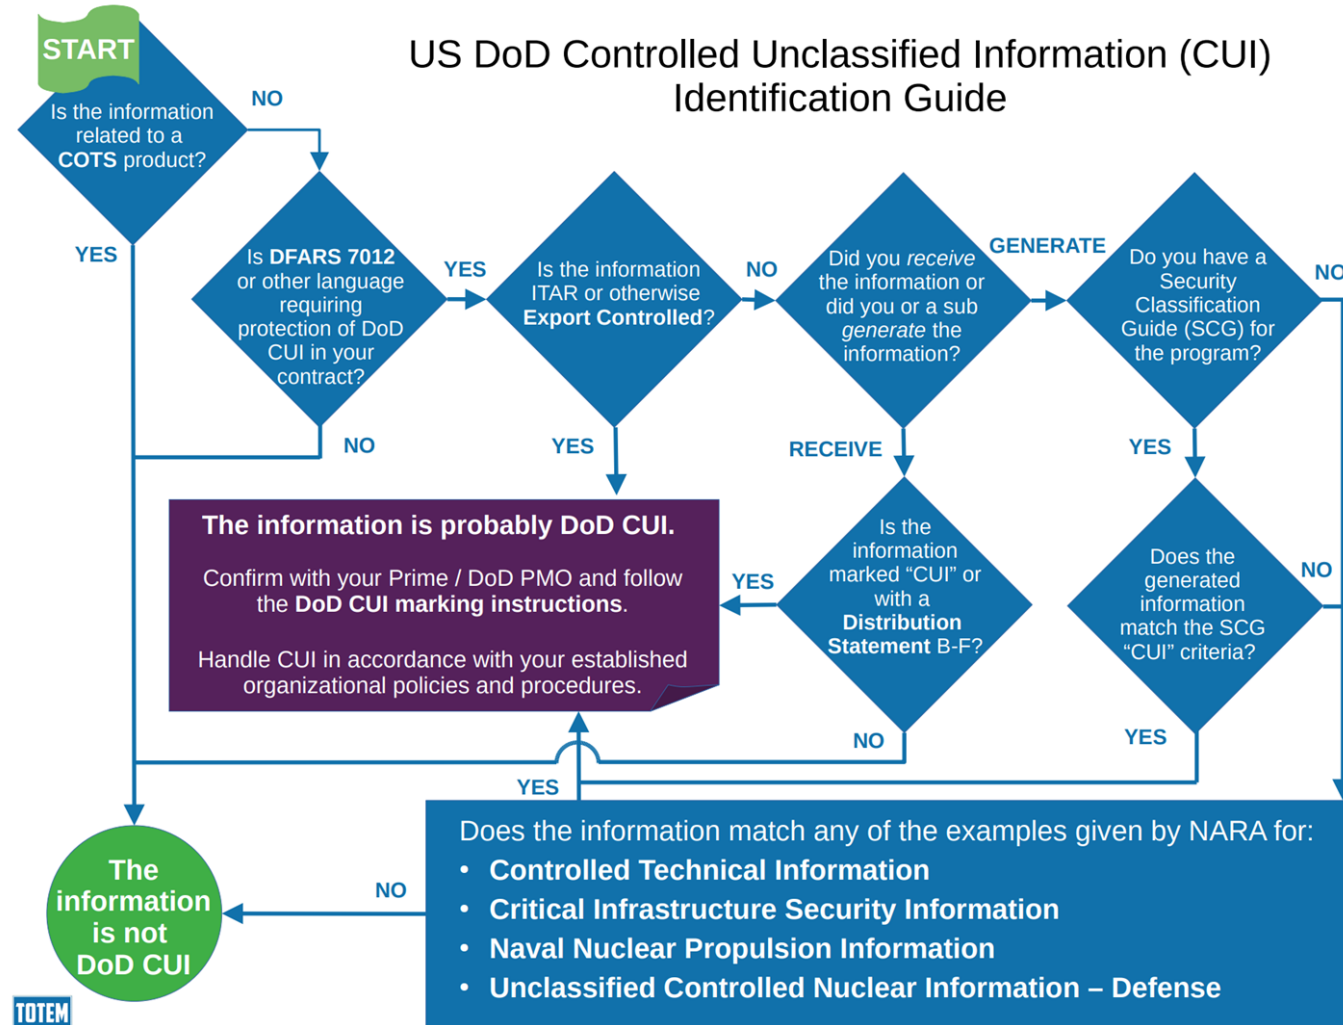 START
US DoD Controlled Unclassified Information (CUI)
Identification Guide
Is the information
related to a
COTS product?
NO
YES
Is DFARS 7012
or other language
requiring
protection of DoD
CUI in your
contract?
YES
NO
Is the information
ITAR or otherwise
Export Controlled?
NO
YES
Did you receive
the information or
did you or a sub
generate the
information?
GENERATE
RECEIVE
Do you have a
Security
Classification
Guide (SCG) for
the program?
NO
YES
The information is probably DoD CUI.
Confirm with your Prime / DoD PMO and follow
the DoD CUI marking instructions.
Handle CUI in accordance with your established
organizational policies and procedures.
YES
Is the
information
marked “CUI” or
with a
Distribution
Statement B-F?
NO
Does the
generated
information
match the SCG
“CUI” criteria?
NO
YES
YES
Does the information match any of the examples given by NARA for:
• Controlled Technical Information
• Critical Infrastructure Security Information
• Naval Nuclear Propulsion Information
• Unclassified Controlled Nuclear Information – Defense
NO
The
information
is not
DoD CUI
TOTEM